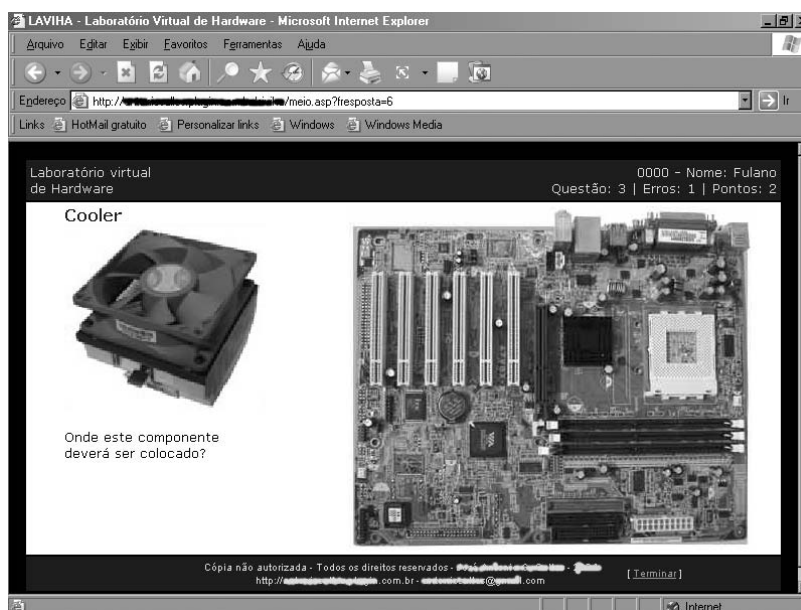 LAVIHA - Laboratório Virtual de Hardware - Microsoft Internet Explorer
Arquivo Editar Exibir Favoritos Ferramentas Ajuda
Endereço http:// /meio.asp?fresposta=6 Ir
Links HotMail gratuito Personalizar links Windows Windows Media
Laboratório virtual
de Hardware
0000 - Nome: Fulano
Questão: 3 | Erros: 1 | Pontos: 2
Cooler
Onde este componente
deverá ser colocado?
VIA
Cópia não autorizada - Todos os direitos reservados -
http:// .com.br - @gmail.com
[ Terminar ]
Internet